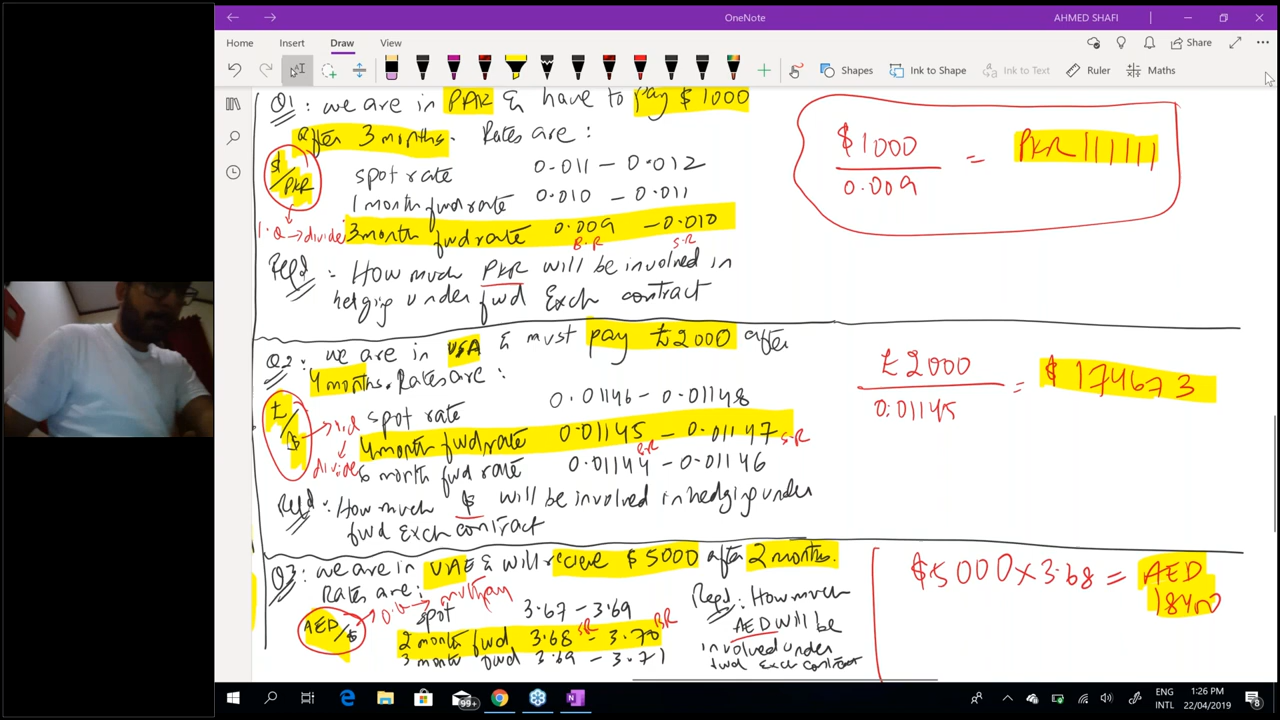 OneNote
AHMED SHAFI
Home Insert Draw View
Share
Shapes
Ink to Shape
Ink to Text
Ruler
Maths
Q1: we are in PAK & have to pay $1000
after 3 months. Rates are:
$/PKR
spot rate 0.011 - 0.012
1 month fwd rate 0.010 - 0.011
I.Q → divide
3 month fwd rate 0.009 - 0.010
B.R S.R
Reqd: How much PKR will be involved in
hedging under fwd Exch contract
$1000
0.009
= PKR 111111
Q2: we are in USA & must pay £2000 after
4 months. Rates are:
£/$
spot rate 0.01146 - 0.01148
4 month fwd rate 0.01145 - 0.01147
B.R S.R
divide
6 month fwd rate 0.01144 - 0.01146
Reqd: How much $ will be involved in hedging under
fwd Exch contract
£2000
0.01145
= $ 174673
Q3: we are in UAE & will recieve $5000 after 2 months.
Rates are:
AED/$
multiply
spot 3.67 - 3.69
2 month fwd 3.68 - 3.70
SR BR
3 month fwd 3.69 - 3.71
Reqd: How much
AED will be
involved under
fwd Exch contract
$5000 x 3.68 = AED
18400
99+
ENG
INTL
1:26 PM
22/04/2019
8